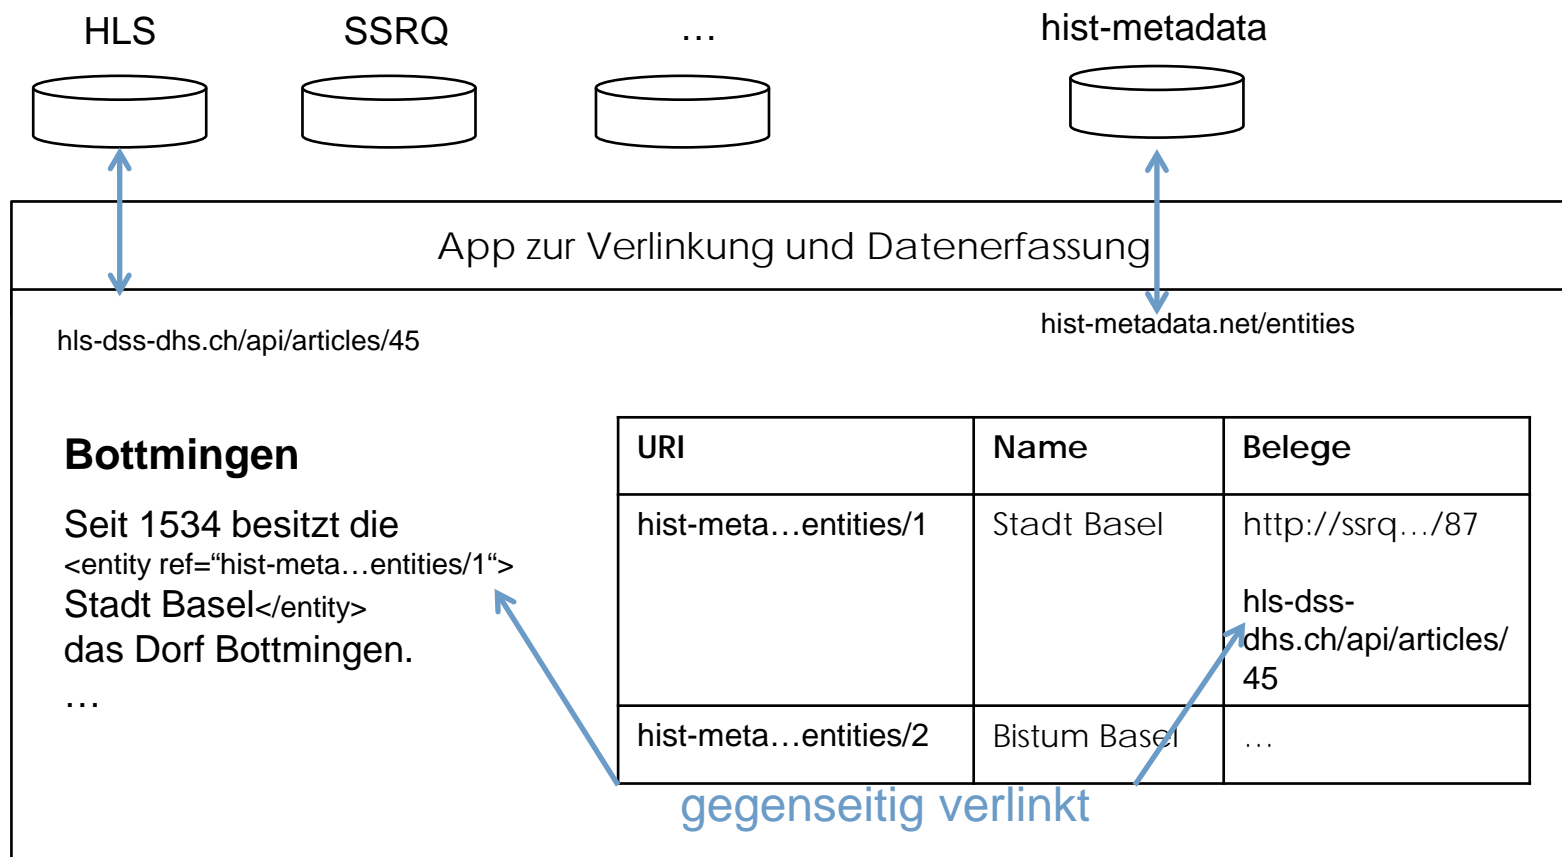 HLS
SSRQ
…
hist-metadata
App zur Verlinkung und Datenerfassung
hls-dss-dhs.ch/api/articles/45
hist-metadata.net/entities
Bottmingen
Seit 1534 besitzt die
<entity ref=“hist-meta…entities/1“>
Stadt Basel</entity>
das Dorf Bottmingen.
…
URI
Name
Belege
hist-meta…entities/1
Stadt Basel
http://ssrq…/87
hls-dss-
dhs.ch/api/articles/
45
hist-meta…entities/2
Bistum Basel
…
gegenseitig verlinkt